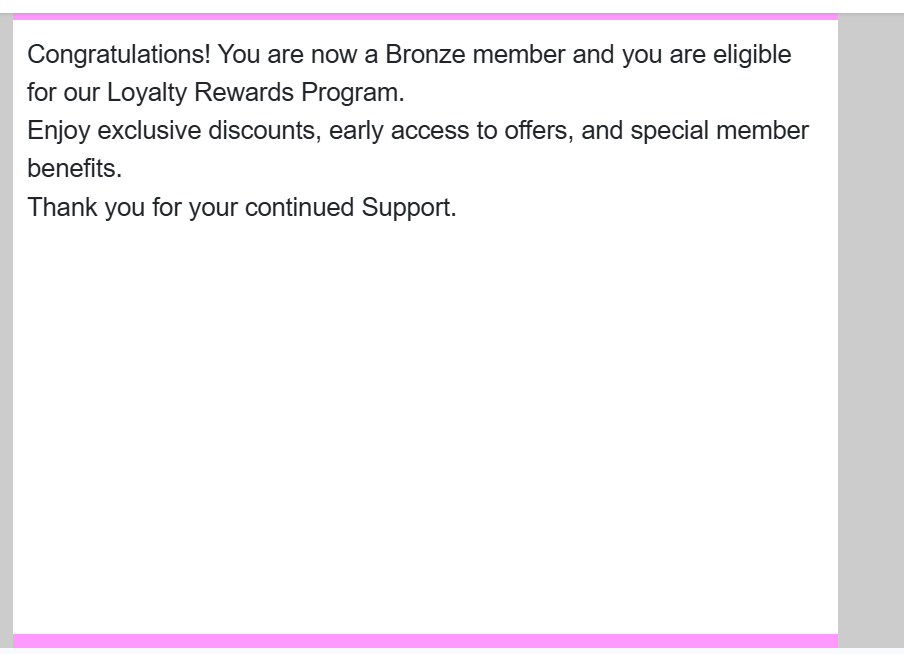 Congratulations! You are now a Bronze member and you are eligible
for our Loyalty Rewards Program.
Enjoy exclusive discounts, early access to offers, and special member
benefits.
Thank you for your continued Support.